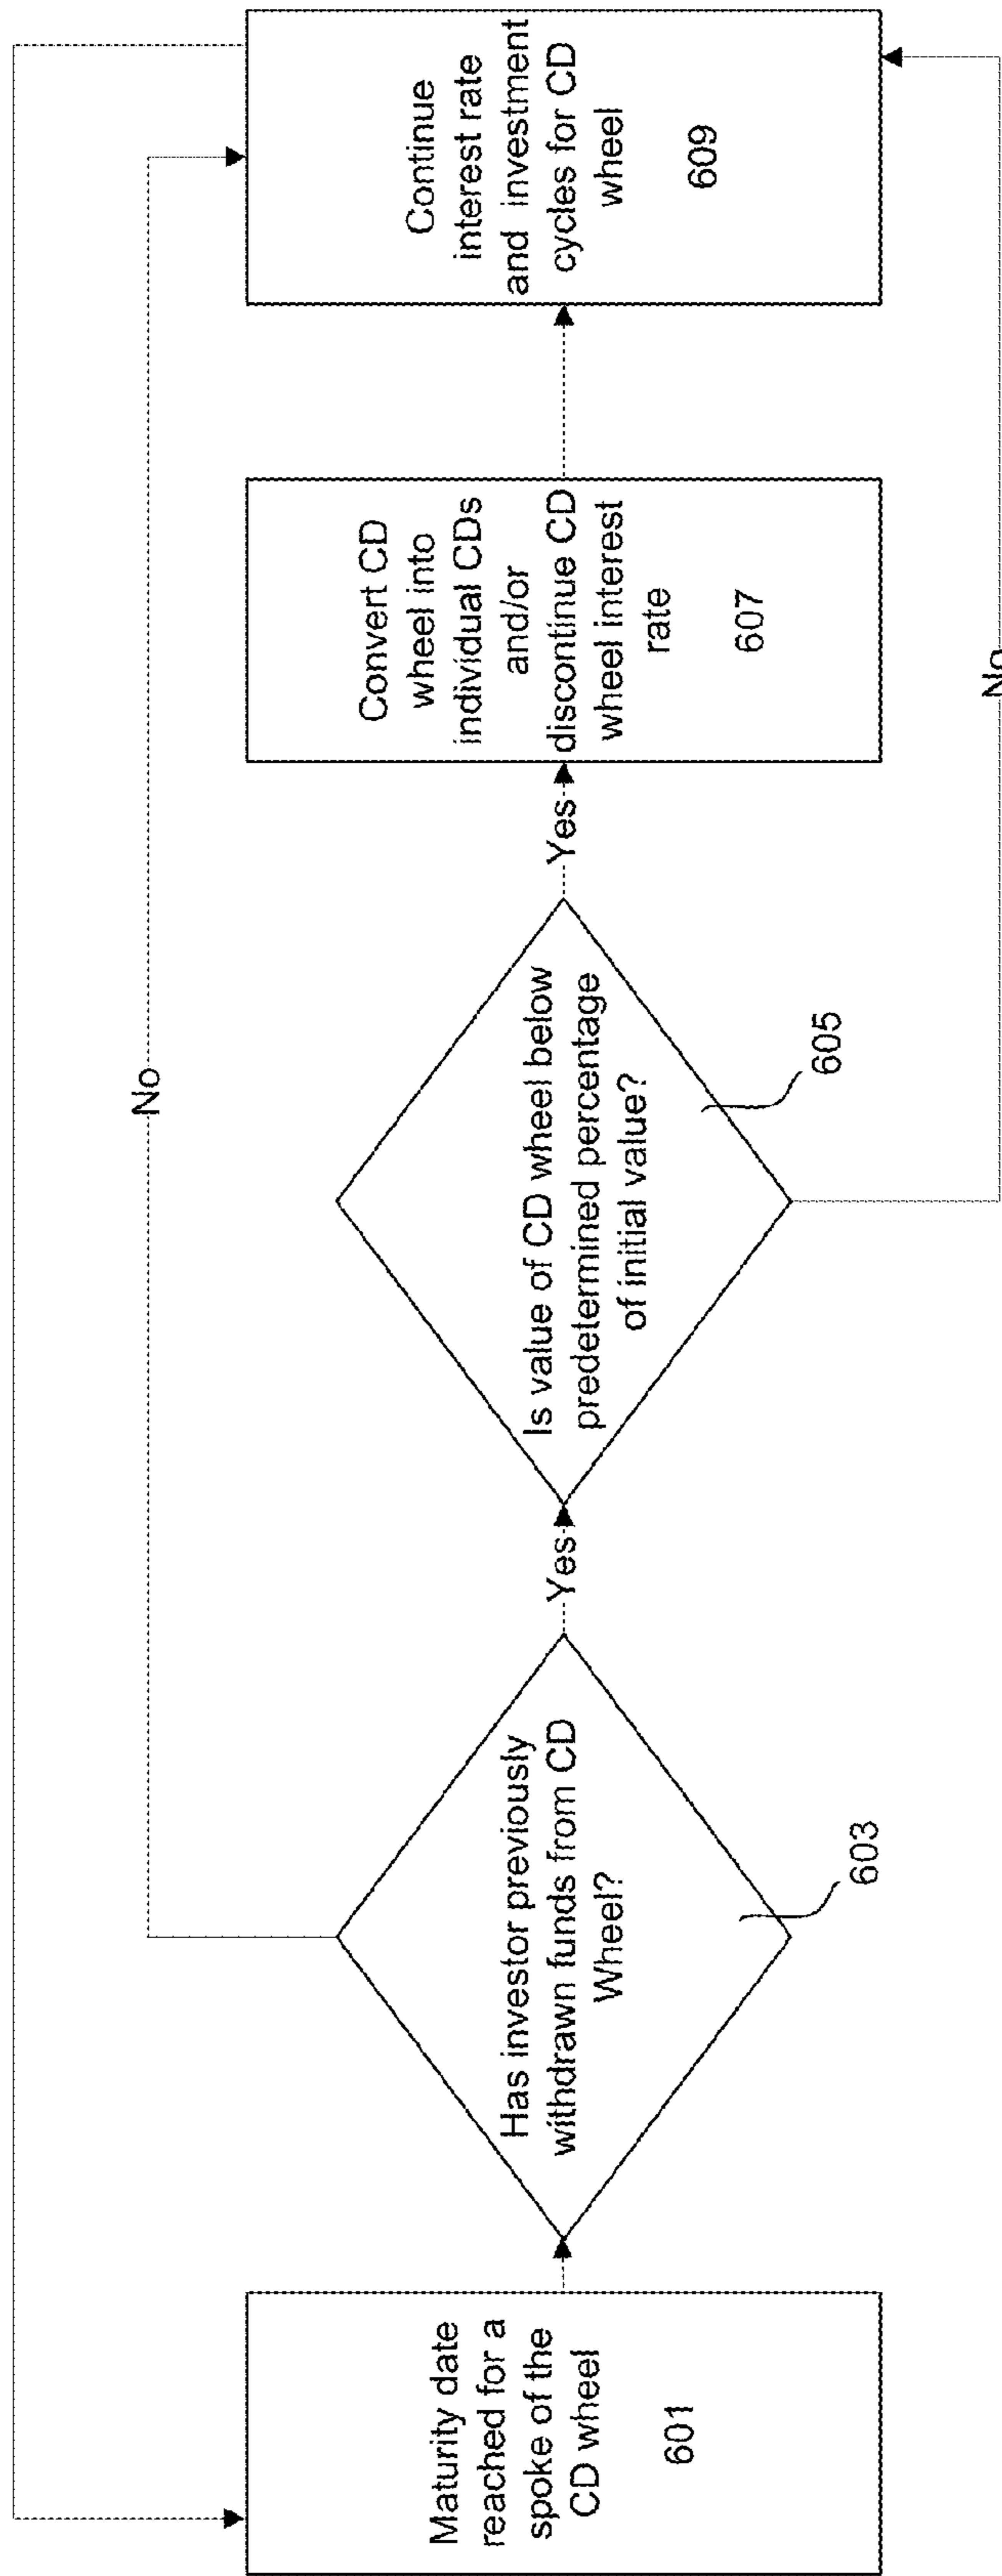 Maturity date
reached for a
spoke of the
CD wheel
601
Has investor previously
withdrawn funds from CD
Wheel?
603
Yes
No
Is value of CD wheel below
predetermined percentage
of initial value?
605
Yes
No
Convert CD
wheel into
individual CDs
and/or
discontinue CD
wheel interest
rate
607
Continue
interest rate
and investment
cycles for CD
wheel
609